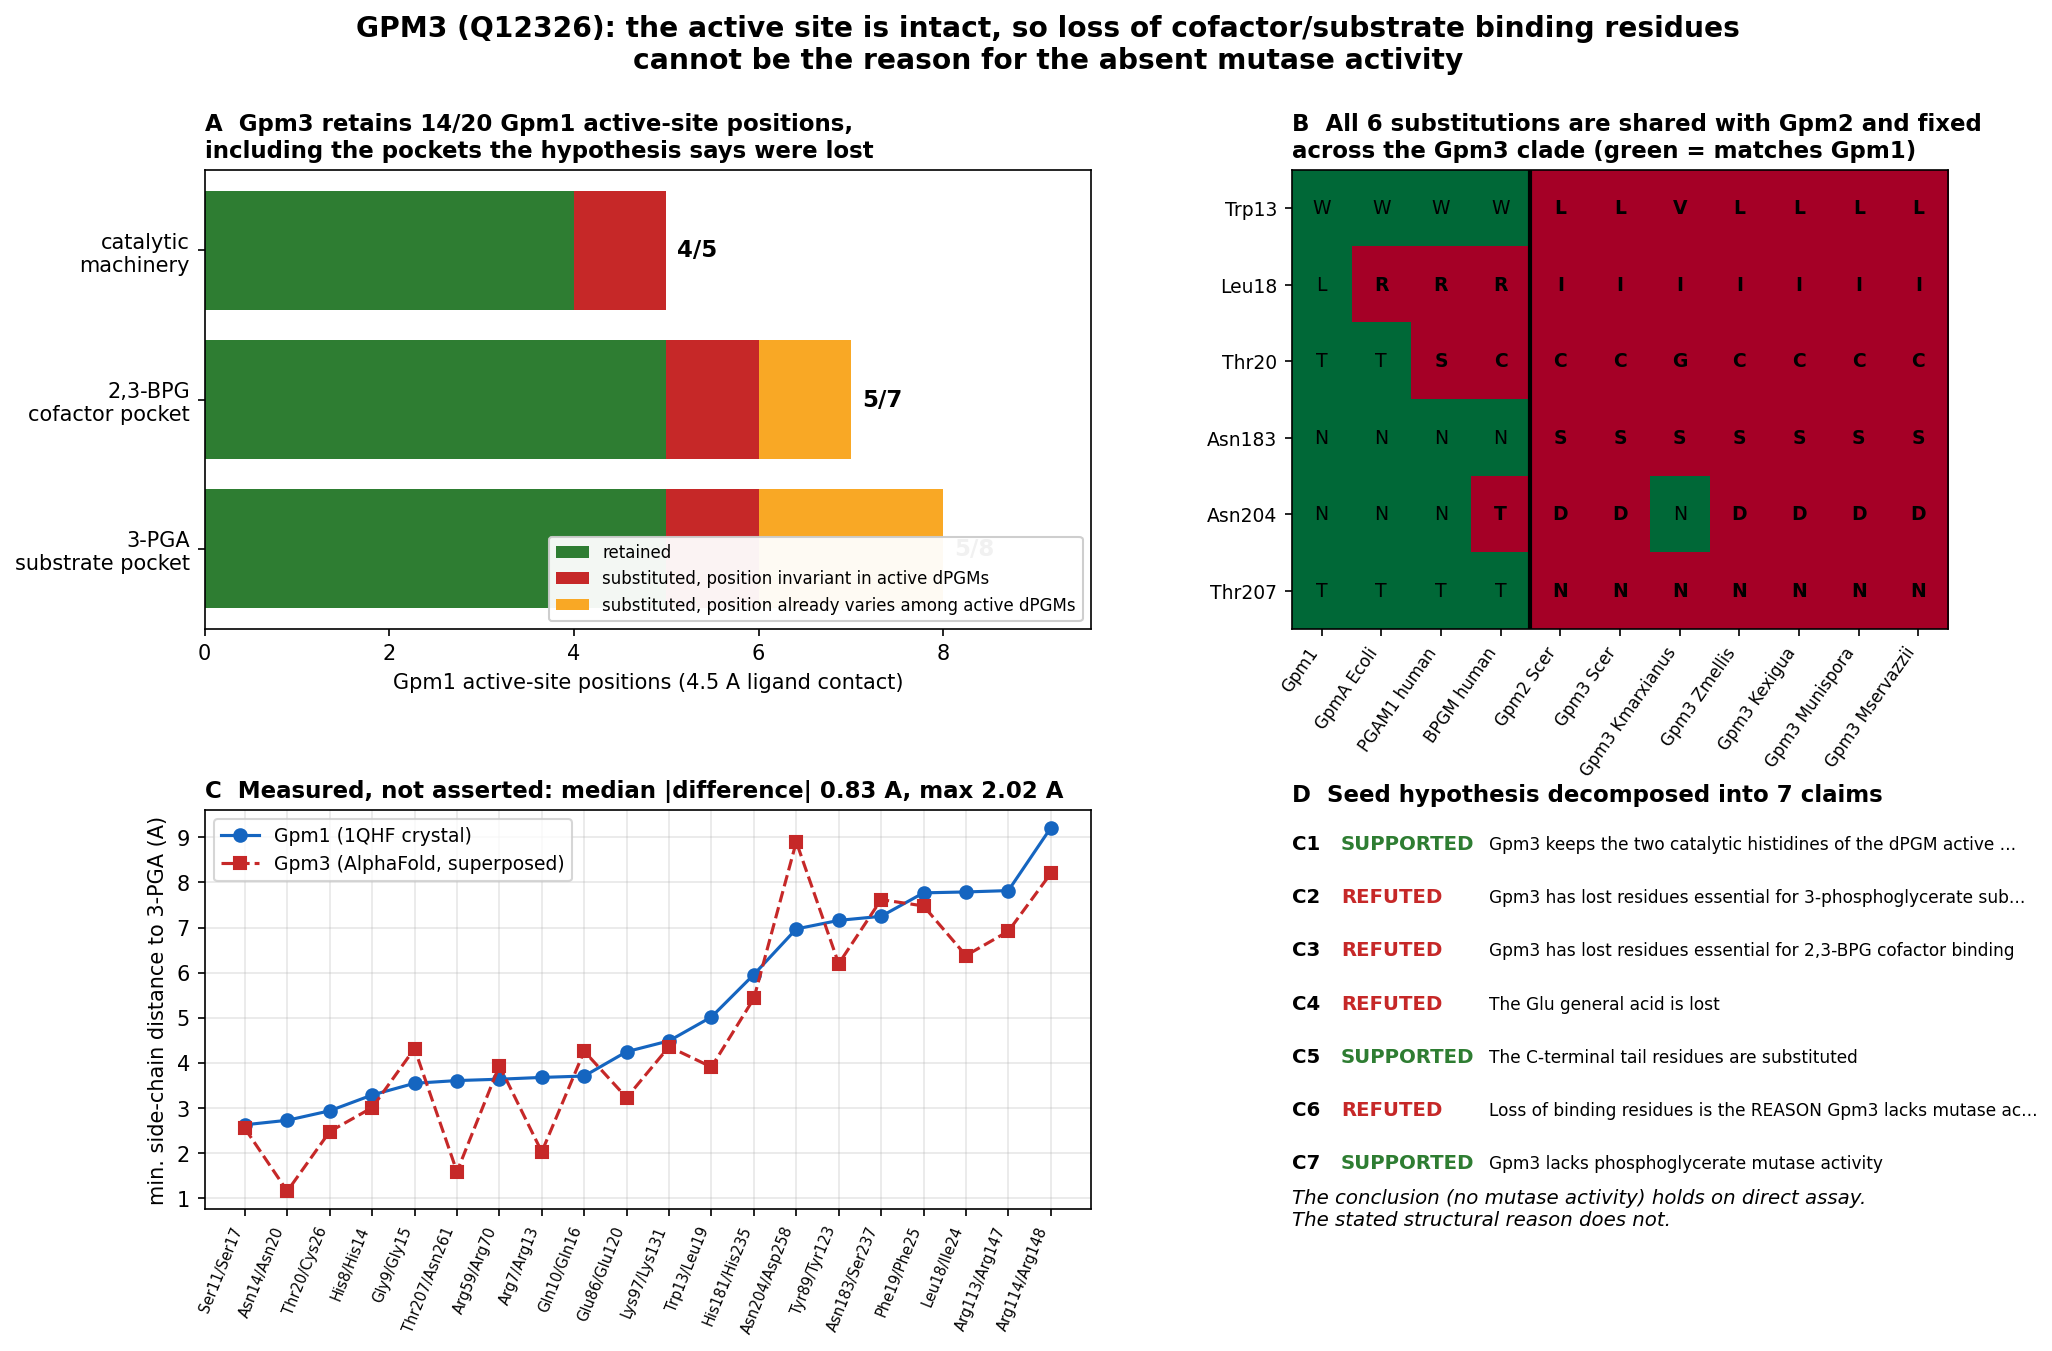 GPM3 (Q12326): the active site is intact, so loss of cofactor/substrate binding residues
cannot be the reason for the absent mutase activity
A  Gpm3 retains 14/20 Gpm1 active-site positions,
including the pockets the hypothesis says were lost
catalytic
machinery
4/5
2,3-BPG
cofactor pocket
5/7
3-PGA
substrate pocket
5/8
retained
substituted, position invariant in active dPGMs
substituted, position already varies among active dPGMs
0 2 4 6 8
Gpm1 active-site positions (4.5 A ligand contact)
B  All 6 substitutions are shared with Gpm2 and fixed
across the Gpm3 clade (green = matches Gpm1)
Trp13 W W W W L L V L L L L
Leu18 L R R R I I I I I I I
Thr20 T T S C C C G C C C C
Asn183 N N N N S S S S S S S
Asn204 N N N T D D N D D D D
Thr207 T T T T N N N N N N N
Gpm1
GpmA Ecoli
PGAM1 human
BPGM human
Gpm2 Scer
Gpm3 Scer
Gpm3 Kmarxianus
Gpm3 Zmellis
Gpm3 Kexigua
Gpm3 Munispora
Gpm3 Mservazzii
C  Measured, not asserted: median |difference| 0.83 A, max 2.02 A
Gpm1 (1QHF crystal)
Gpm3 (AlphaFold, superposed)
min. side-chain distance to 3-PGA (A)
9
8
7
6
5
4
3
2
1
Ser11/Ser17
Asn14/Asn20
Thr20/Cys26
His8/His14
Gly9/Gly15
Thr207/Asn261
Arg59/Arg70
Arg7/Arg13
Gln10/Gln16
Glu86/Glu120
Lys97/Lys131
Trp13/Leu19
His181/His235
Asn204/Asp258
Tyr89/Tyr123
Asn183/Ser237
Phe19/Phe25
Leu18/Ile24
Arg113/Arg147
Arg114/Arg148
D  Seed hypothesis decomposed into 7 claims
C1 SUPPORTED Gpm3 keeps the two catalytic histidines of the dPGM active ...
C2 REFUTED Gpm3 has lost residues essential for 3-phosphoglycerate sub...
C3 REFUTED Gpm3 has lost residues essential for 2,3-BPG cofactor binding
C4 REFUTED The Glu general acid is lost
C5 SUPPORTED The C-terminal tail residues are substituted
C6 REFUTED Loss of binding residues is the REASON Gpm3 lacks mutase ac...
C7 SUPPORTED Gpm3 lacks phosphoglycerate mutase activity
The conclusion (no mutase activity) holds on direct assay.
The stated structural reason does not.